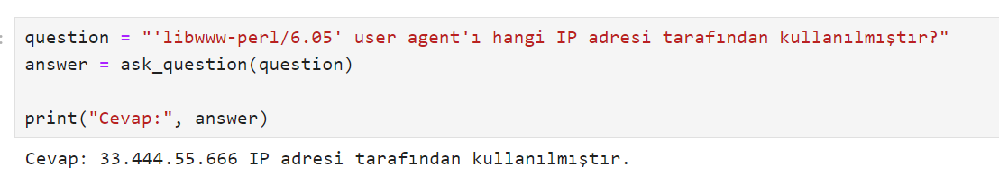 question = "'libwww-perl/6.05' user agent'ı hangi IP adresi tarafından kullanılmıştır?"
answer = ask_question(question)
print("Cevap:", answer)
Cevap: 33.444.55.666 IP adresi tarafından kullanılmıştır.